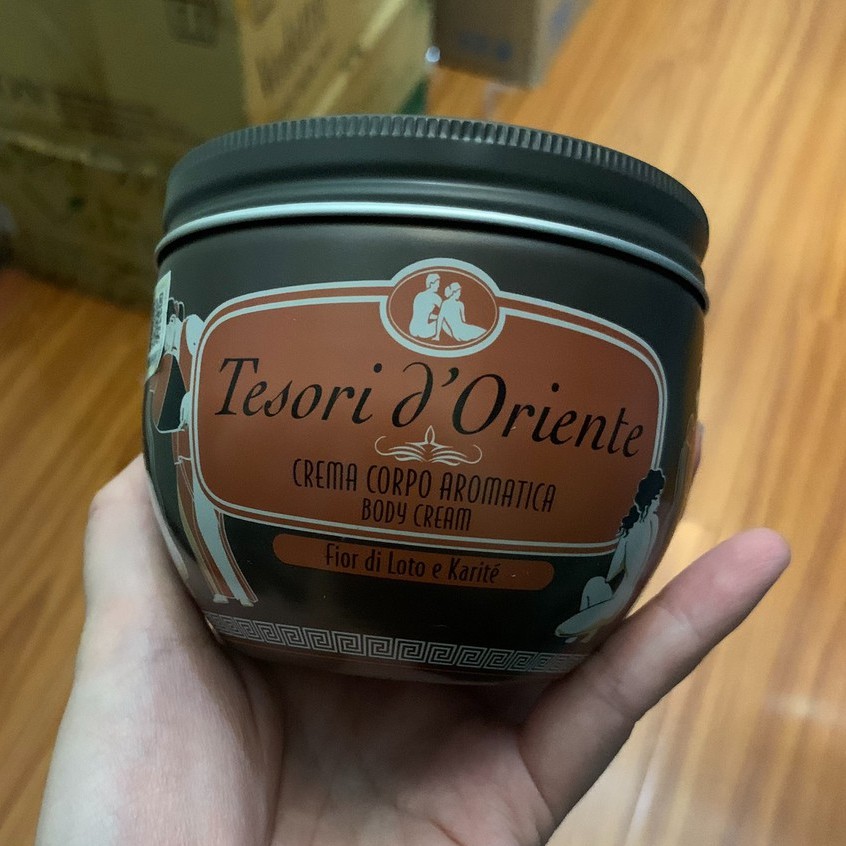 Tesori d'Oriente
CREMA CORPO AROMATICA
BODY CREAM
Fior di Loto e Karité